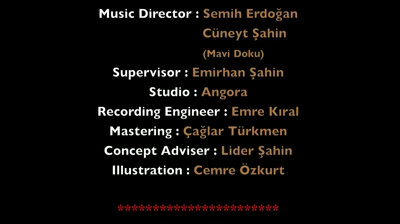 Music Director : Semih Erdoğan
Cüneyt Şahin
(Mavi Doku)
Supervisor : Emirhan Şahin
Studio : Angora
Recording Engineer : Emre Kıral
Mastering : Çağlar Türkmen
Concept Adviser : Lider Şahin
Illustration : Cemre Özkurt
***********************